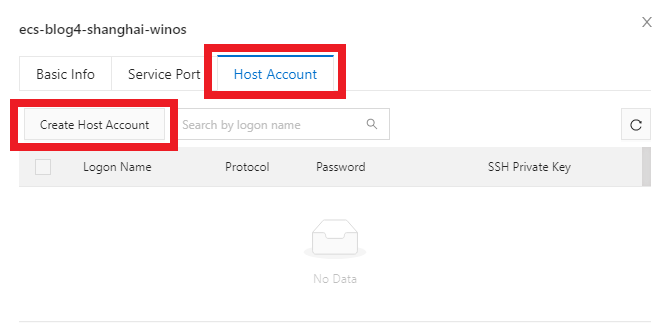 ecs-blog4-shanghai-winos
Basic Info Service Port Host Account
Create Host Account Search by logon name
Logon Name Protocol Password SSH Private Key
No Data